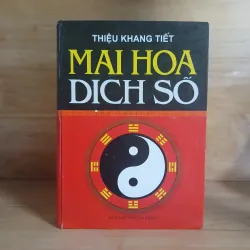 THIỆU KHANG TIẾT
MAI HOA
DỊCH SỐ